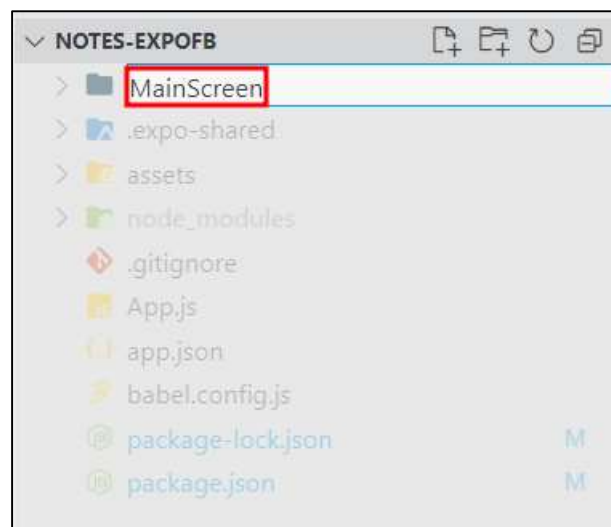 NOTES-EXPOFB
MainScreen
.expo-shared
assets
node_modules
.gitignore
App.js
app.json
babel.config.js
package-lock.json M
package.json M